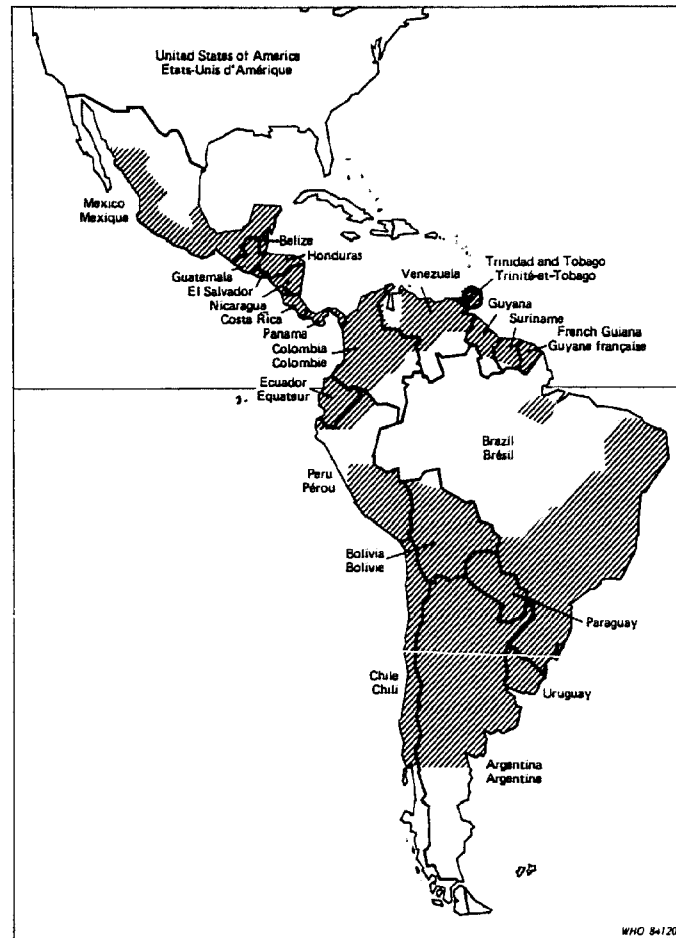 United States of America
Etats-Unis d'Amérique
Mexico
Mexique
Belize
Honduras
Guatemala
El Salvador
Nicaragua
Costa Rica
Panama
Colombia
Colombie
Venezuela
Trinidad and Tobago
Trinité-et-Tobago
Guyana
Suriname
French Guiana
Guyane française
Ecuador
Equateur
Brazil
Brésil
Peru
Pérou
Bolivia
Bolivie
Paraguay
Chile
Chili
Uruguay
Argentina
Argentine
WHO 84120